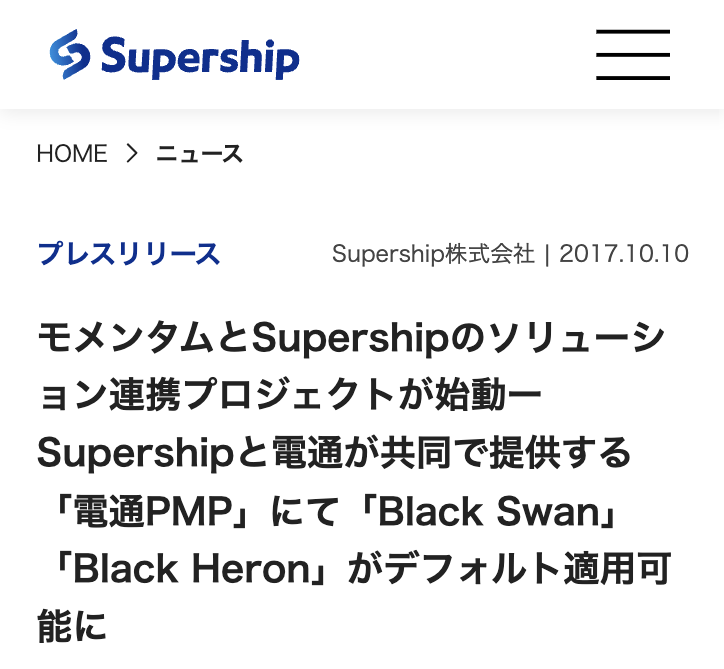 Supership
HOME > ニュース
プレスリリース Supership株式会社 | 2017.10.10
モメンタムとSupershipのソリューシ
ョン連携プロジェクトが始動ー
Supershipと電通が共同で提供する
「電通PMP」にて「Black Swan」
「Black Heron」がデフォルト適用可
能に